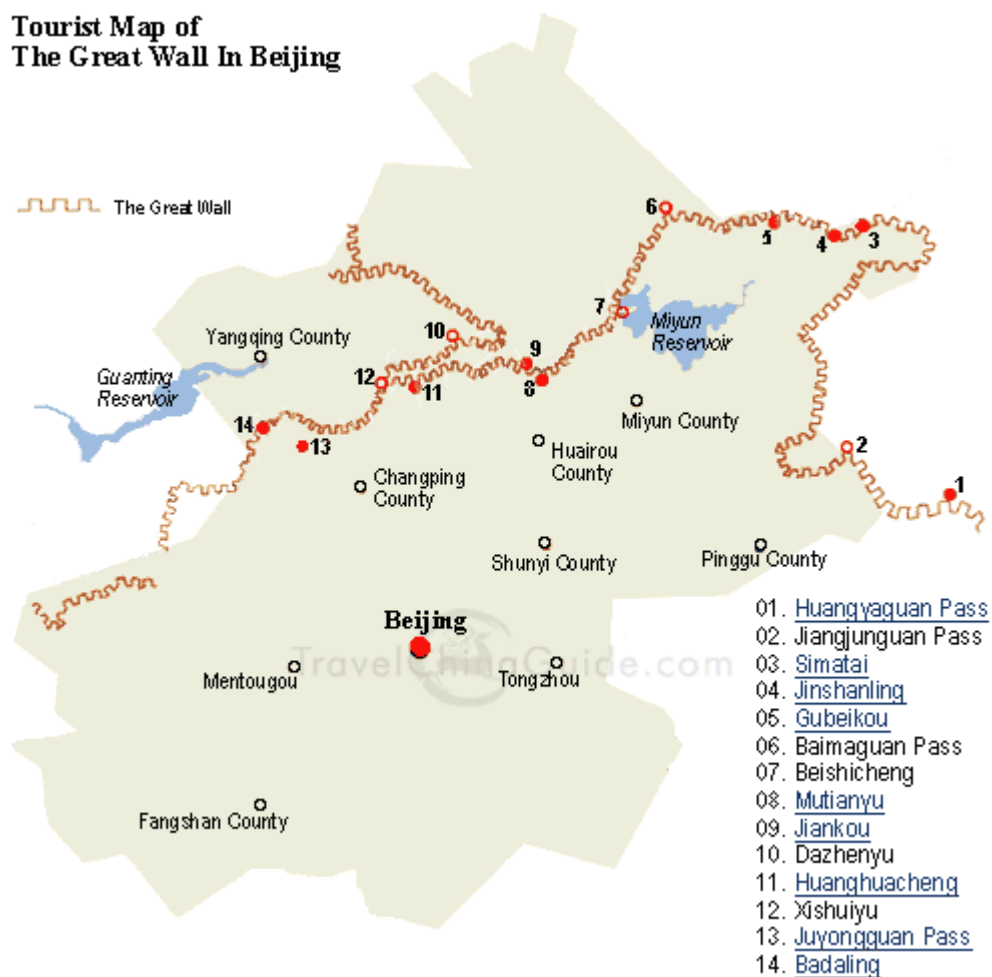 Tourist Map of
The Great Wall In Beijing
The Great Wall
6
5
4
3
7
Miyun
Reservoir
10
9
Yangqing County
Guanting
Reservoir
12
11
8
Miyun County
14
13
Huairou
County
2
Changping
County
1
Shunyi County
Pinggu County
Beijing
TravelChinaGuide.com
Mentougou
Tongzhou
Fangshan County
01. Huangyaguan Pass
02. Jiangjunguan Pass
03. Simatai
04. Jinshanling
05. Gubeikou
06. Baimaguan Pass
07. Beishicheng
08. Mutianyu
09. Jiankou
10. Dazhenyu
11. Huanghuacheng
12. Xishuiyu
13. Juyongguan Pass
14. Badaling